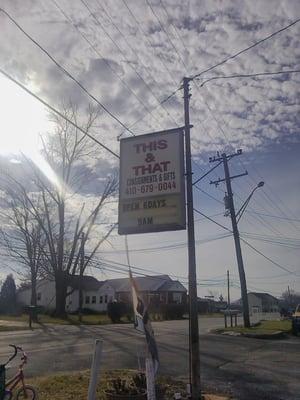 THIS
&
THAT
CONSIGNMENTS & GIFTS
410-679-0044
OPEN 6DAYS
9AM